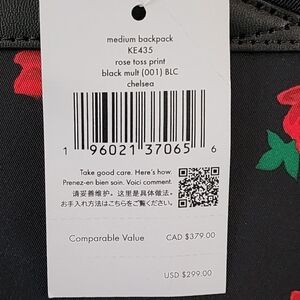 medium backpack
KE435
rose toss print
black mult (001) BLC
chelsea
1 96021 37065 6
Take good care. Here's how.
Prenez-en bien soin. Voici comment.
请妥善维护。这里是具体做法。
お手入れ方法はこちらをご覧ください。
Comparable Value CAD $379.00
USD $299.00